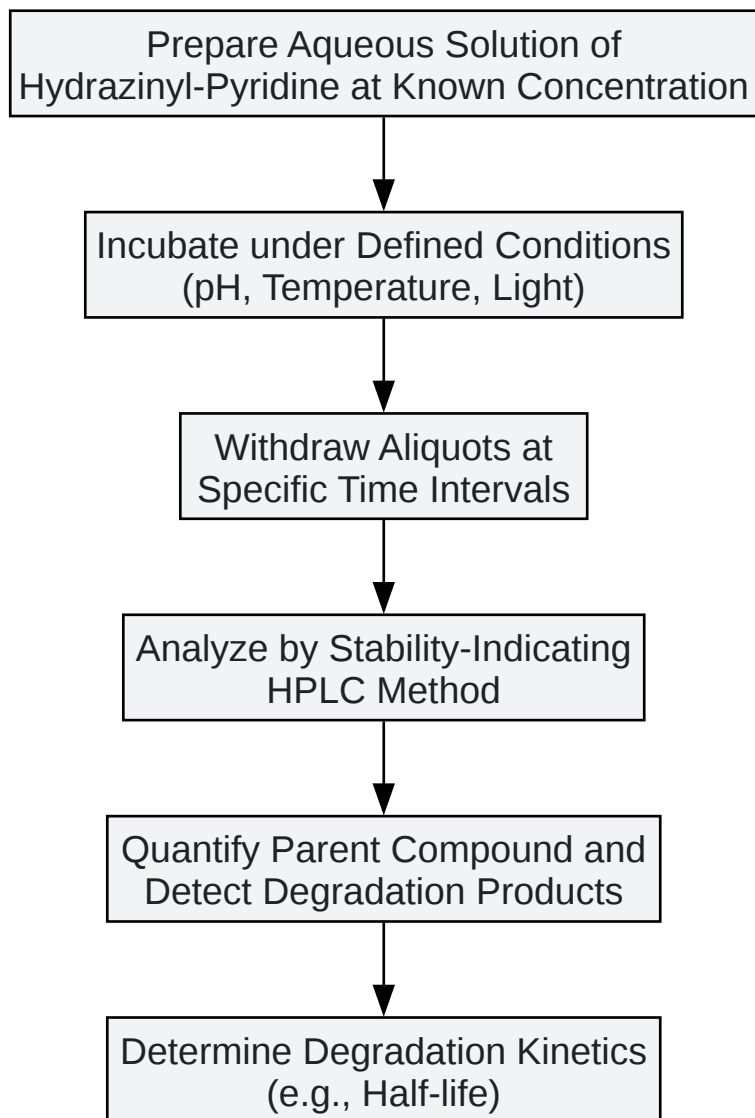 Prepare Aqueous Solution of
Hydrazinyl-Pyridine at Known Concentration
Incubate under Defined Conditions
(pH, Temperature, Light)
Withdraw Aliquots at
Specific Time Intervals
Analyze by Stability-Indicating
HPLC Method
Quantify Parent Compound and
Detect Degradation Products
Determine Degradation Kinetics
(e.g., Half-life)